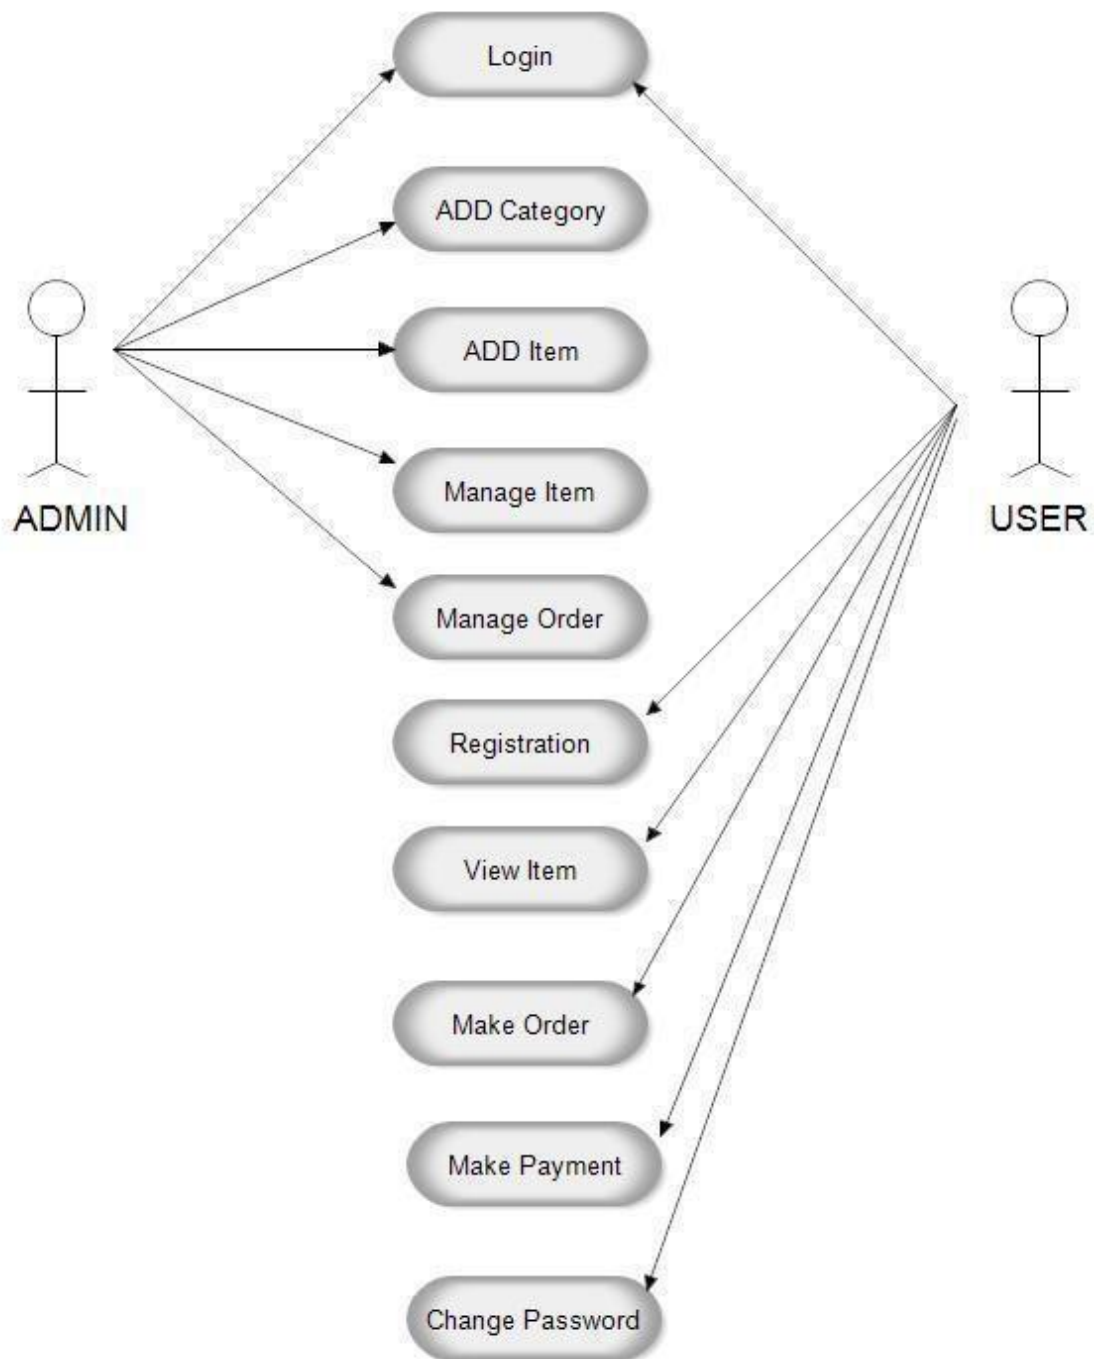 Login
ADD Category
ADD Item
Manage Item
ADMIN
USER
Manage Order
Registration
View Item
Make Order
Make Payment
Change Password